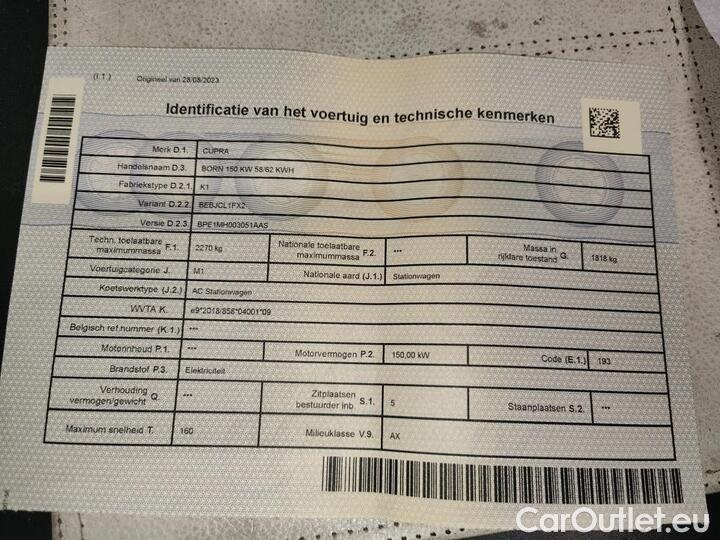 (I.1.) Origineel van 28/08/2023
Identificatie van het voertuig en technische kenmerken
Merk D.1. CUPRA
Handelsnaam D.3. BORN 150 KW 58/62 KWH
Fabriekstype D.2.1. K1
Variant D.2.2. BEBJCL1FX2
Versie D.2.3. BPE1MH003051AAS
Techn. toelaatbare maximummassa F.1. 2270 kg Nationale toelaatbare maximummassa F.2. *** Massa in rijklare toestand G. 1818 kg
Voertuigcategorie J. M1 Nationale aard (J.1.) Stationwagen
Koetswerktype (J.2.) AC Stationwagen
WVTA K. e9*2018/858*04001*09
Belgisch ref.nummer (K.1.) ***
Motorinhoud P.1. *** Motorvermogen P.2. 150,00 kW Code (E.1.) 193
Brandstof P.3. Elektriciteit
Verhouding vermogen/gewicht Q. *** Zitplaatsen bestuurder inb. S.1. 5 Staanplaatsen S.2. ***
Maximum snelheid T. 160 Milieuklasse V.9. AX
CarOutlet.eu